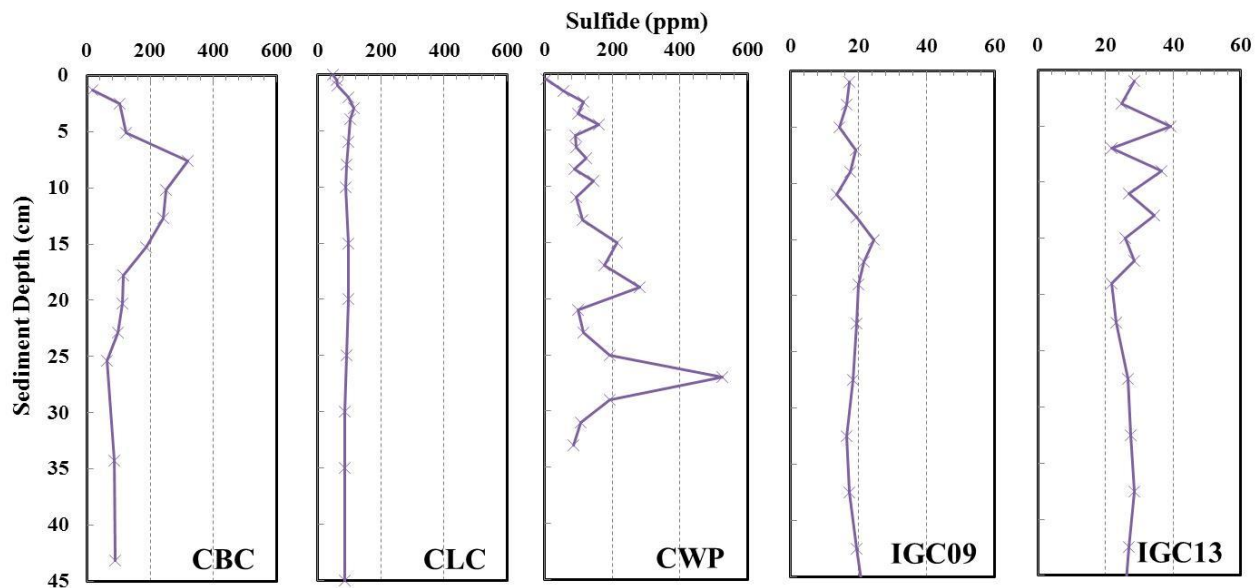 Sulfide (ppm)
0 200 400 600 0 200 400 600 0 200 400 600 0 20 40 60 0 20 40 60
Sediment Depth (cm)
0
5
10
15
20
25
30
35
40
45
CBC CLC CWP IGC09 IGC13